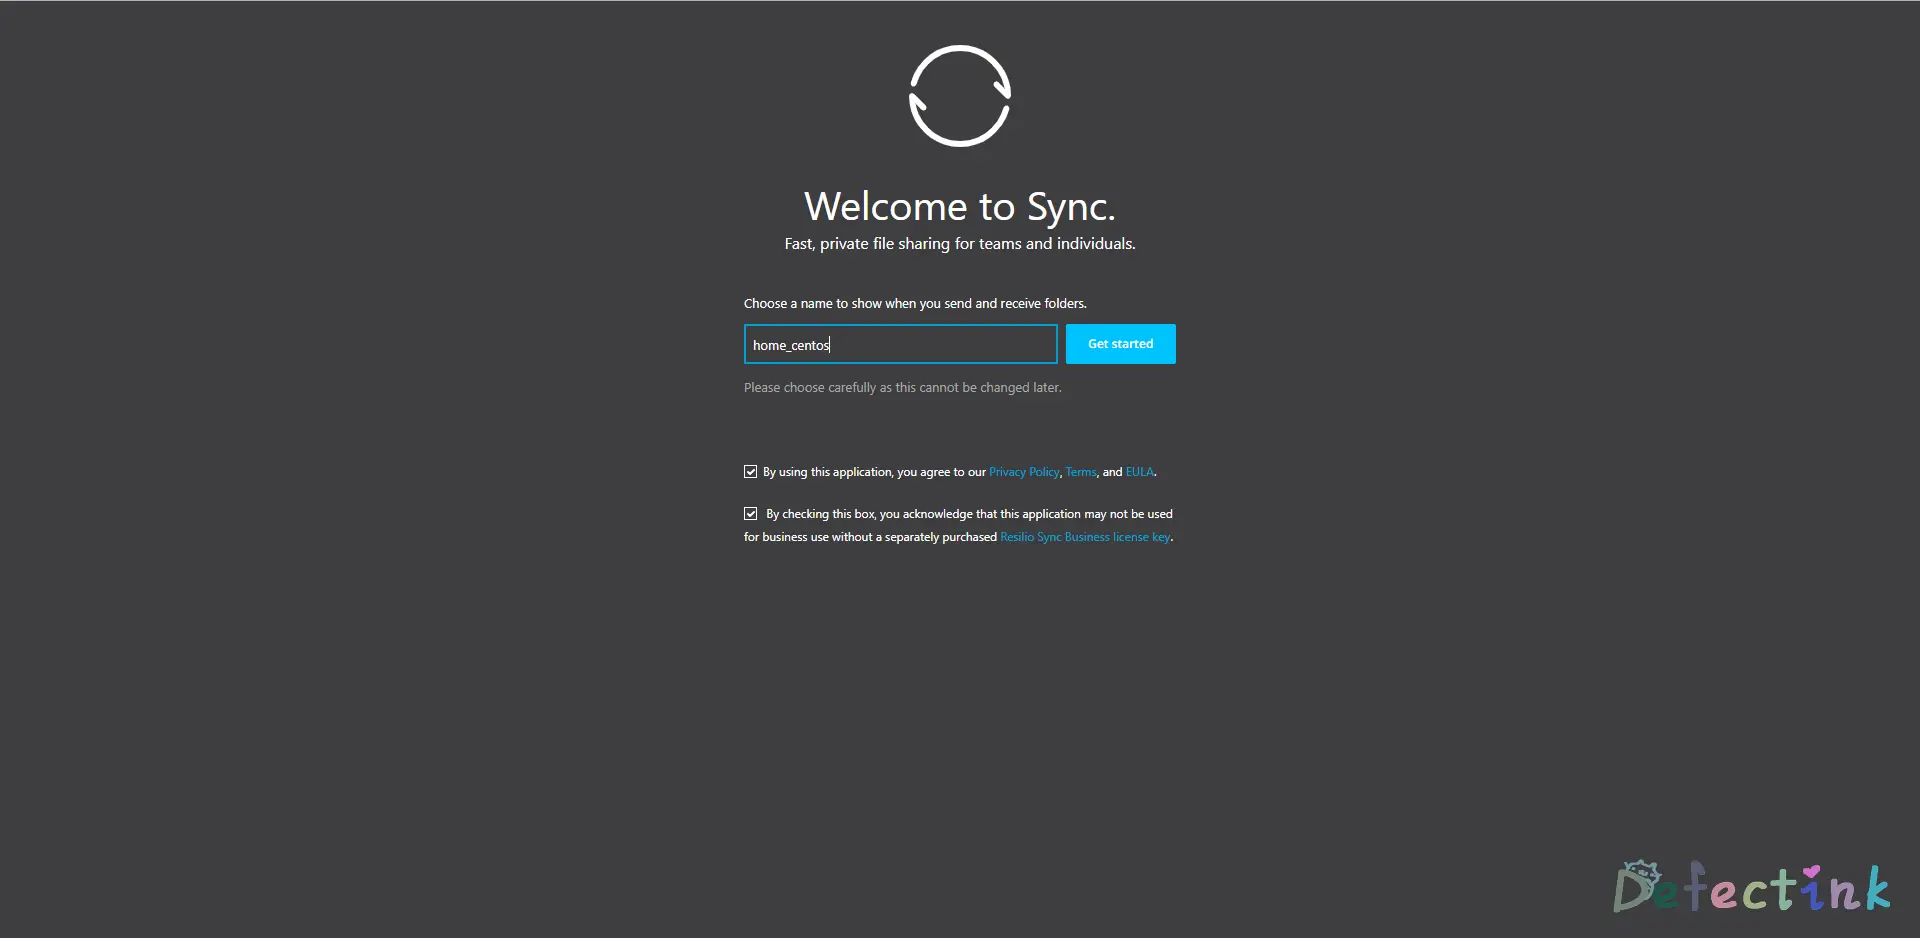 Welcome to Sync.
Fast, private file sharing for teams and individuals.
Choose a name to show when you send and receive folders.
home_centos
Get started
Please choose carefully as this cannot be changed later.
By using this application, you agree to our Privacy Policy, Terms, and EULA.
By checking this box, you acknowledge that this application may not be used
for business use without a separately purchased Resilio Sync Business license key.
Defectink